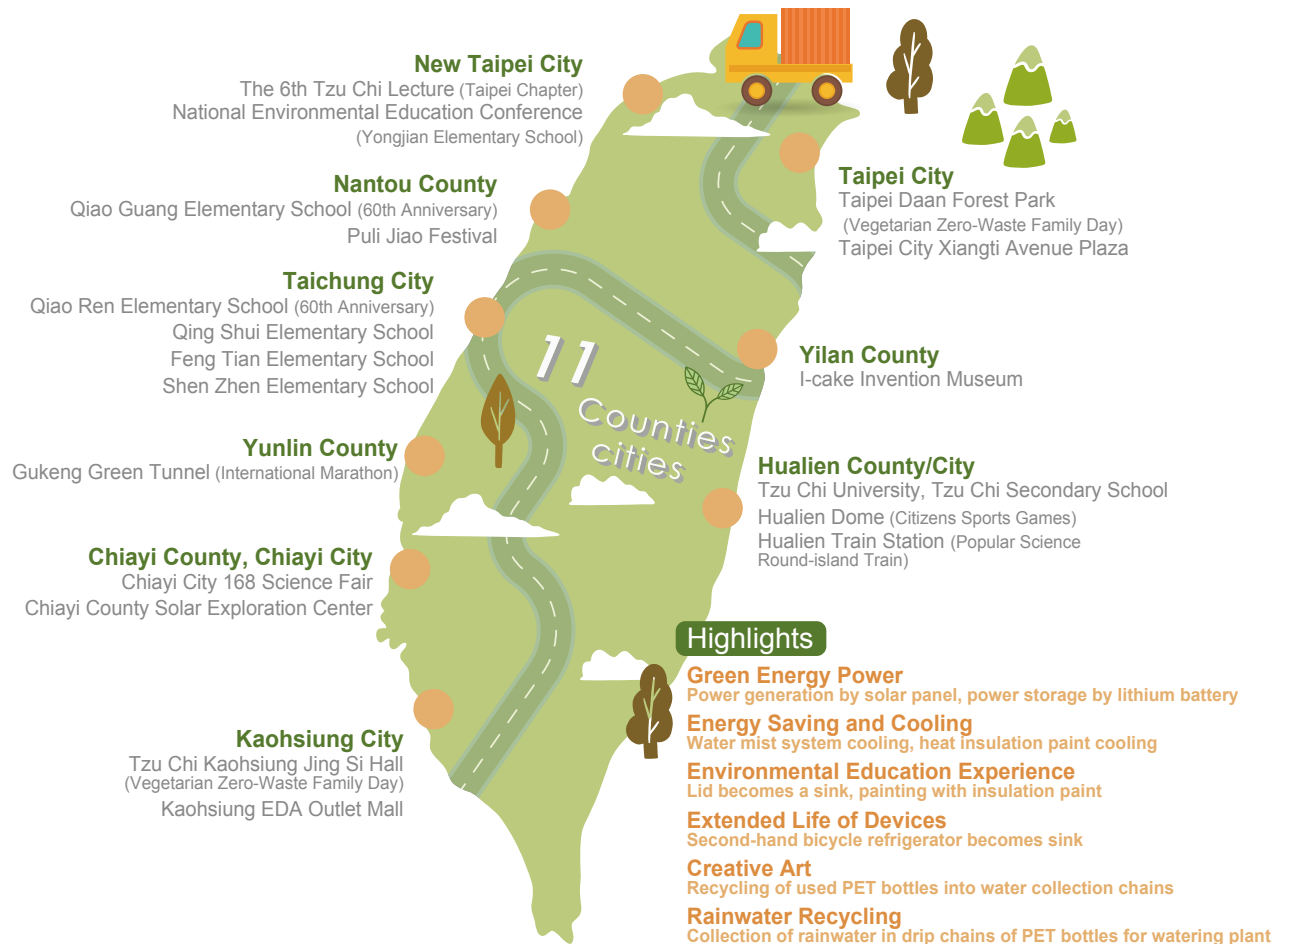 New Taipei City
The 6th Tzu Chi Lecture (Taipei Chapter)
National Environmental Education Conference
(Yongjian Elementary School)
Taipei City
Taipei Daan Forest Park
(Vegetarian Zero-Waste Family Day)
Taipei City Xiangti Avenue Plaza
Nantou County
Qiao Guang Elementary School (60th Anniversary)
Puli Jiao Festival
Taichung City
Qiao Ren Elementary School (60th Anniversary)
Qing Shui Elementary School
Feng Tian Elementary School
Shen Zhen Elementary School
11
Counties
cities
Yilan County
I-cake Invention Museum
Yunlin County
Gukeng Green Tunnel (International Marathon)
Hualien County/City
Tzu Chi University, Tzu Chi Secondary School
Hualien Dome (Citizens Sports Games)
Hualien Train Station (Popular Science
Round-island Train)
Chiayi County, Chiayi City
Chiayi City 168 Science Fair
Chiayi County Solar Exploration Center
Kaohsiung City
Tzu Chi Kaohsiung Jing Si Hall
(Vegetarian Zero-Waste Family Day)
Kaohsiung EDA Outlet Mall
Highlights
Green Energy Power
Power generation by solar panel, power storage by lithium battery
Energy Saving and Cooling
Water mist system cooling, heat insulation paint cooling
Environmental Education Experience
Lid becomes a sink, painting with insulation paint
Extended Life of Devices
Second-hand bicycle refrigerator becomes sink
Creative Art
Recycling of used PET bottles into water collection chains
Rainwater Recycling
Collection of rainwater in drip chains of PET bottles for watering plant